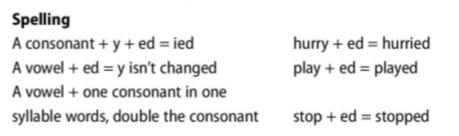 Spelling
A consonant + y + ed = ied hurry + ed = hurried
A vowel + ed = y isn't changed play + ed = played
A vowel + one consonant in one
syllable words, double the consonant stop + ed = stopped